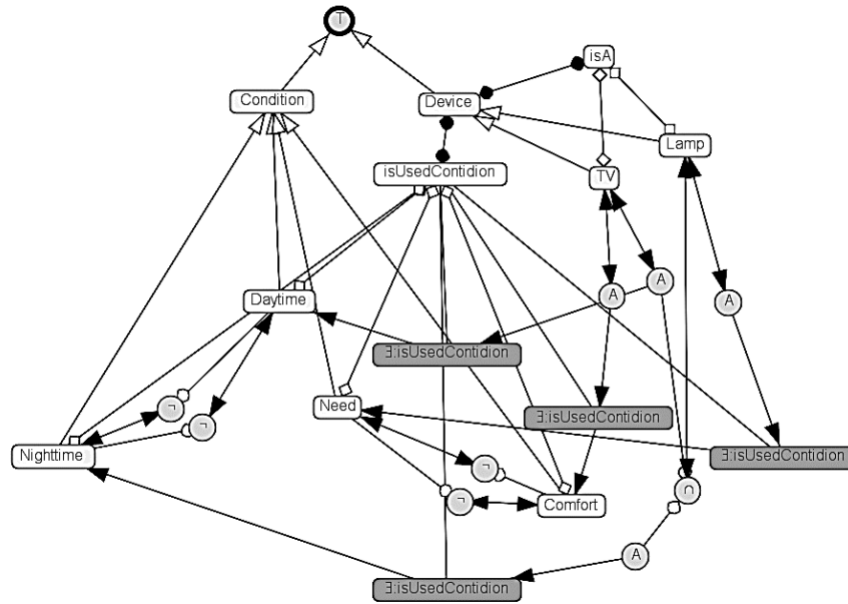 T
isA
Condition
Device
Lamp
isUsedContidion
TV
A
A
A
Daytime
∃:isUsedContidion
¬
Need
∃:isUsedContidion
¬
Nighttime
∃:isUsedContidion
¬
∩
¬
Comfort
A
∃:isUsedContidion